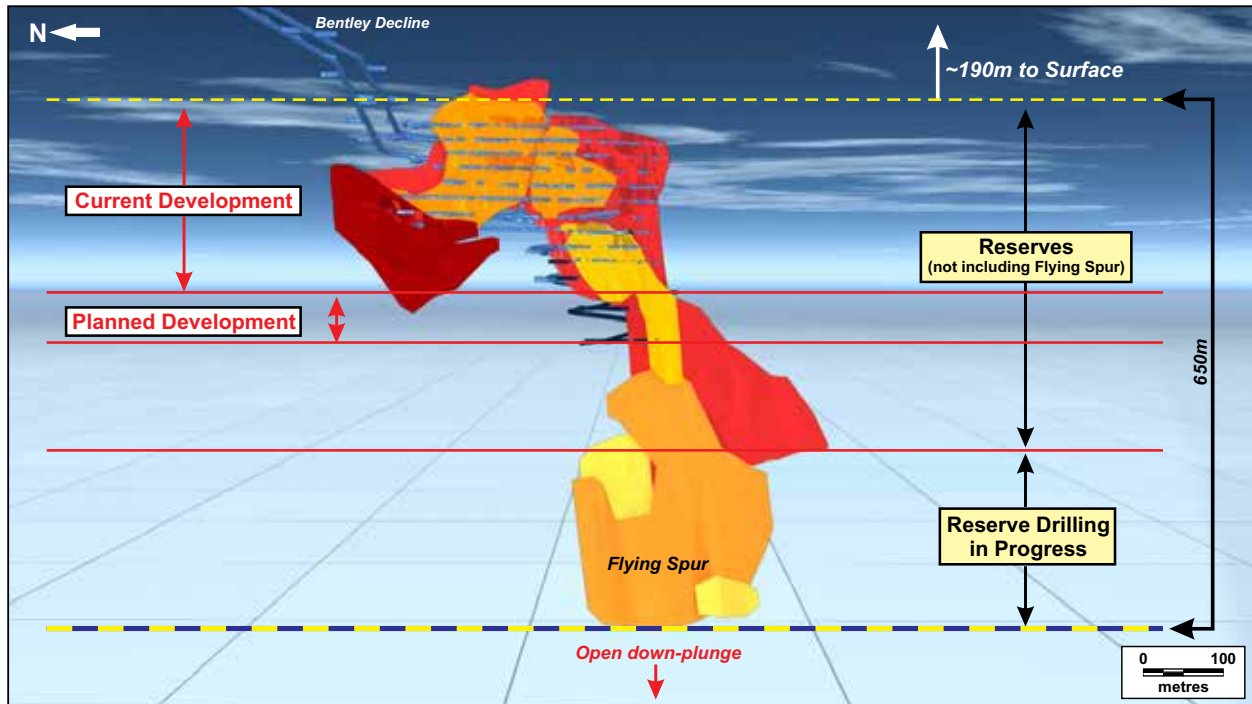 Bentley Decline
N
~190m to Surface
Current Development
Reserves
(not including Flying Spur)
Planned Development
650m
Reserve Drilling
in Progress
Flying Spur
Open down-plunge
0 100
metres